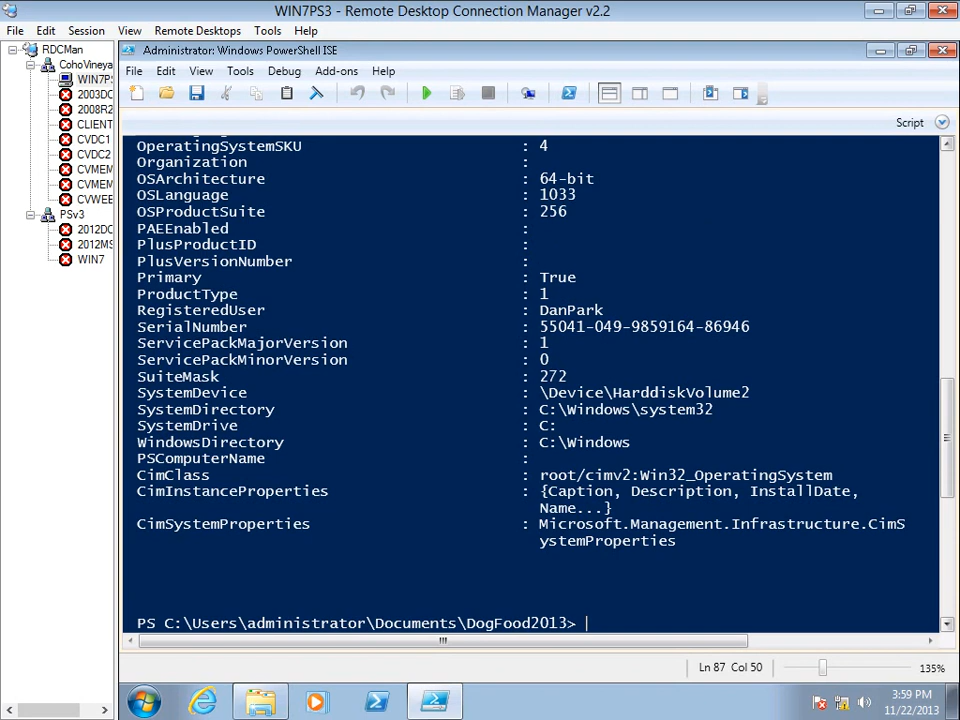 WIN7PS3 - Remote Desktop Connection Manager v2.2
File Edit Session View Remote Desktops Tools Help
RDCMan
CohoVineya
WIN7PS
2003DC
2008R2
CLIENT
CVDC1
CVDC2
CVMEM
CVMEM
CVWEE
PSv3
2012DC
2012MS
WIN7
Administrator: Windows PowerShell ISE
File Edit View Tools Debug Add-ons Help
Script
OperatingSystemSKU : 4
Organization :
OSArchitecture : 64-bit
OSLanguage : 1033
OSProductSuite : 256
PAEEnabled :
PlusProductID :
PlusVersionNumber :
Primary : True
ProductType : 1
RegisteredUser : DanPark
SerialNumber : 55041-049-9859164-86946
ServicePackMajorVersion : 1
ServicePackMinorVersion : 0
SuiteMask : 272
SystemDevice : \Device\HarddiskVolume2
SystemDirectory : C:\Windows\system32
SystemDrive : C:
WindowsDirectory : C:\Windows
PSComputerName :
CimClass : root/cimv2:Win32_OperatingSystem
CimInstanceProperties : {Caption, Description, InstallDate,
Name...}
CimSystemProperties : Microsoft.Management.Infrastructure.CimS
ystemProperties
PS C:\Users\administrator\Documents\DogFood2013>
Ln 87 Col 50
135%
3:59 PM
11/22/2013